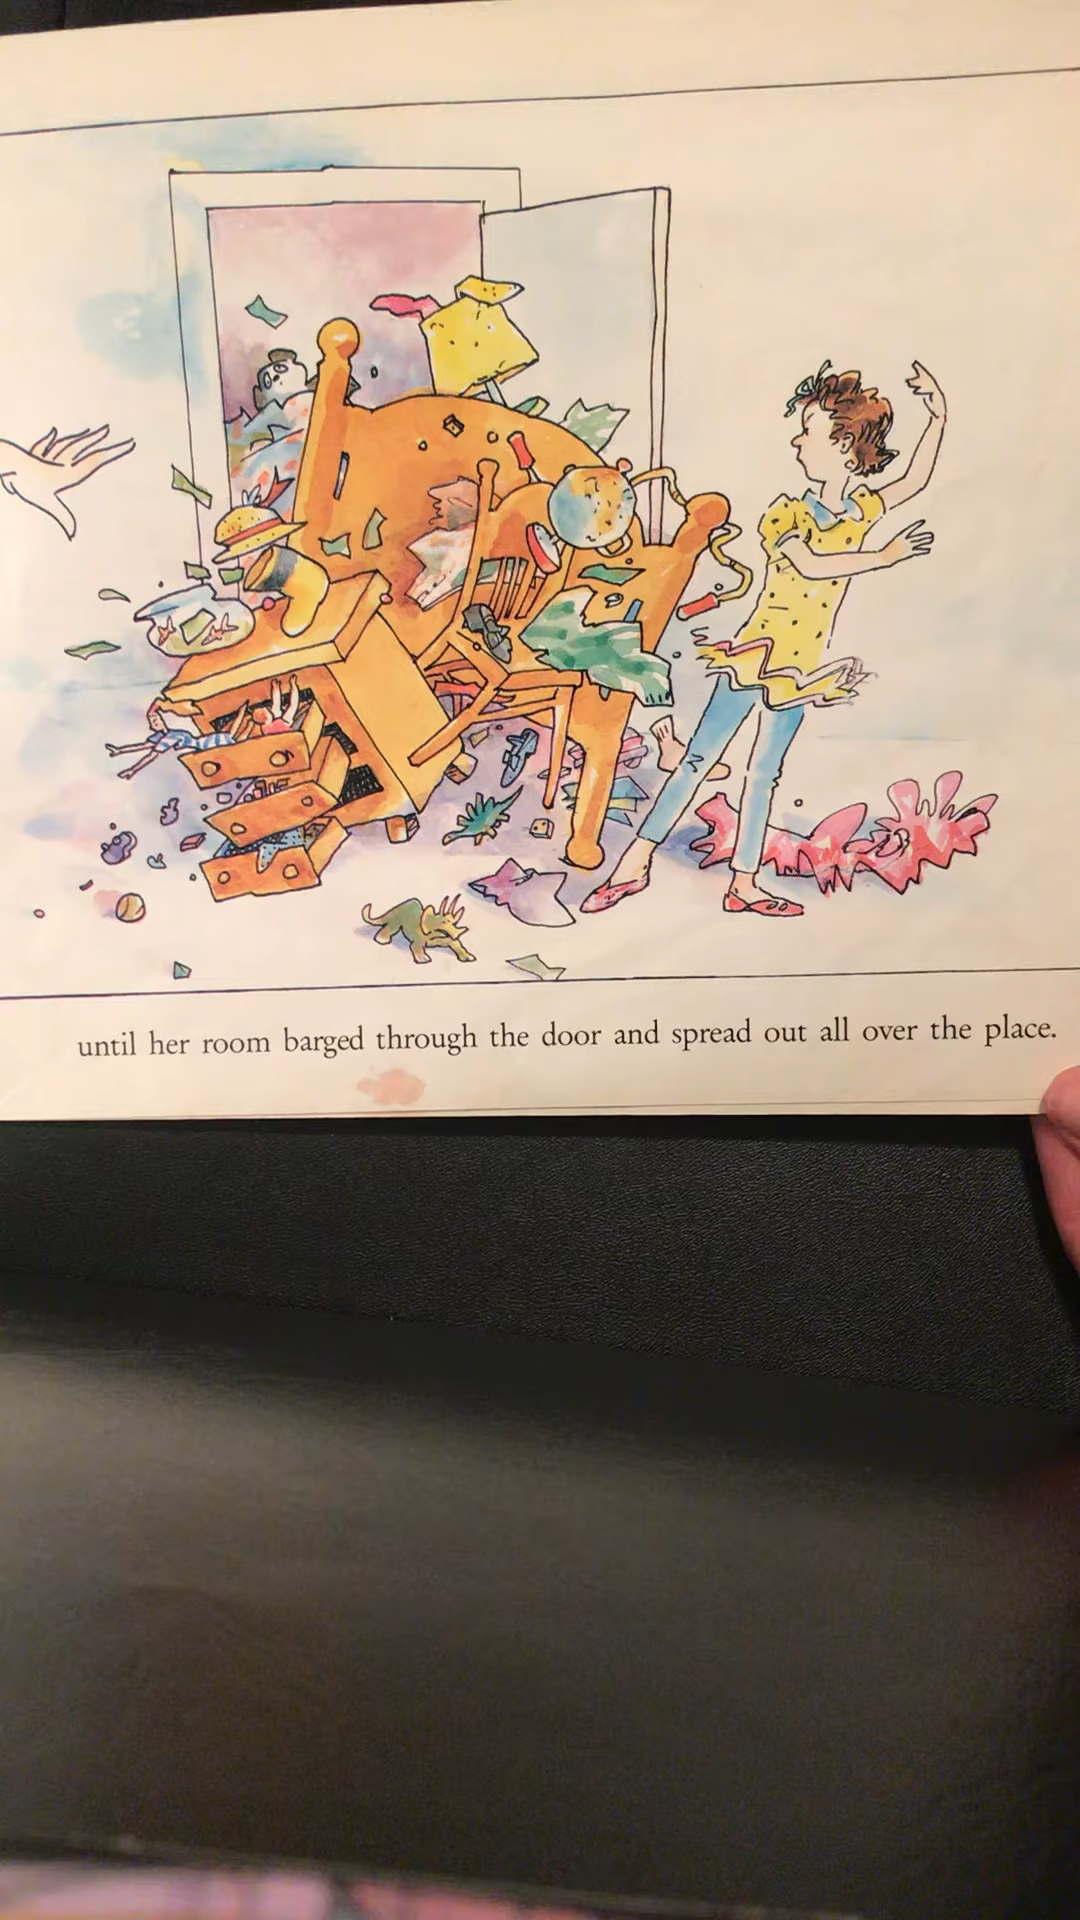 until her room barged through the door and spread out all over the place.